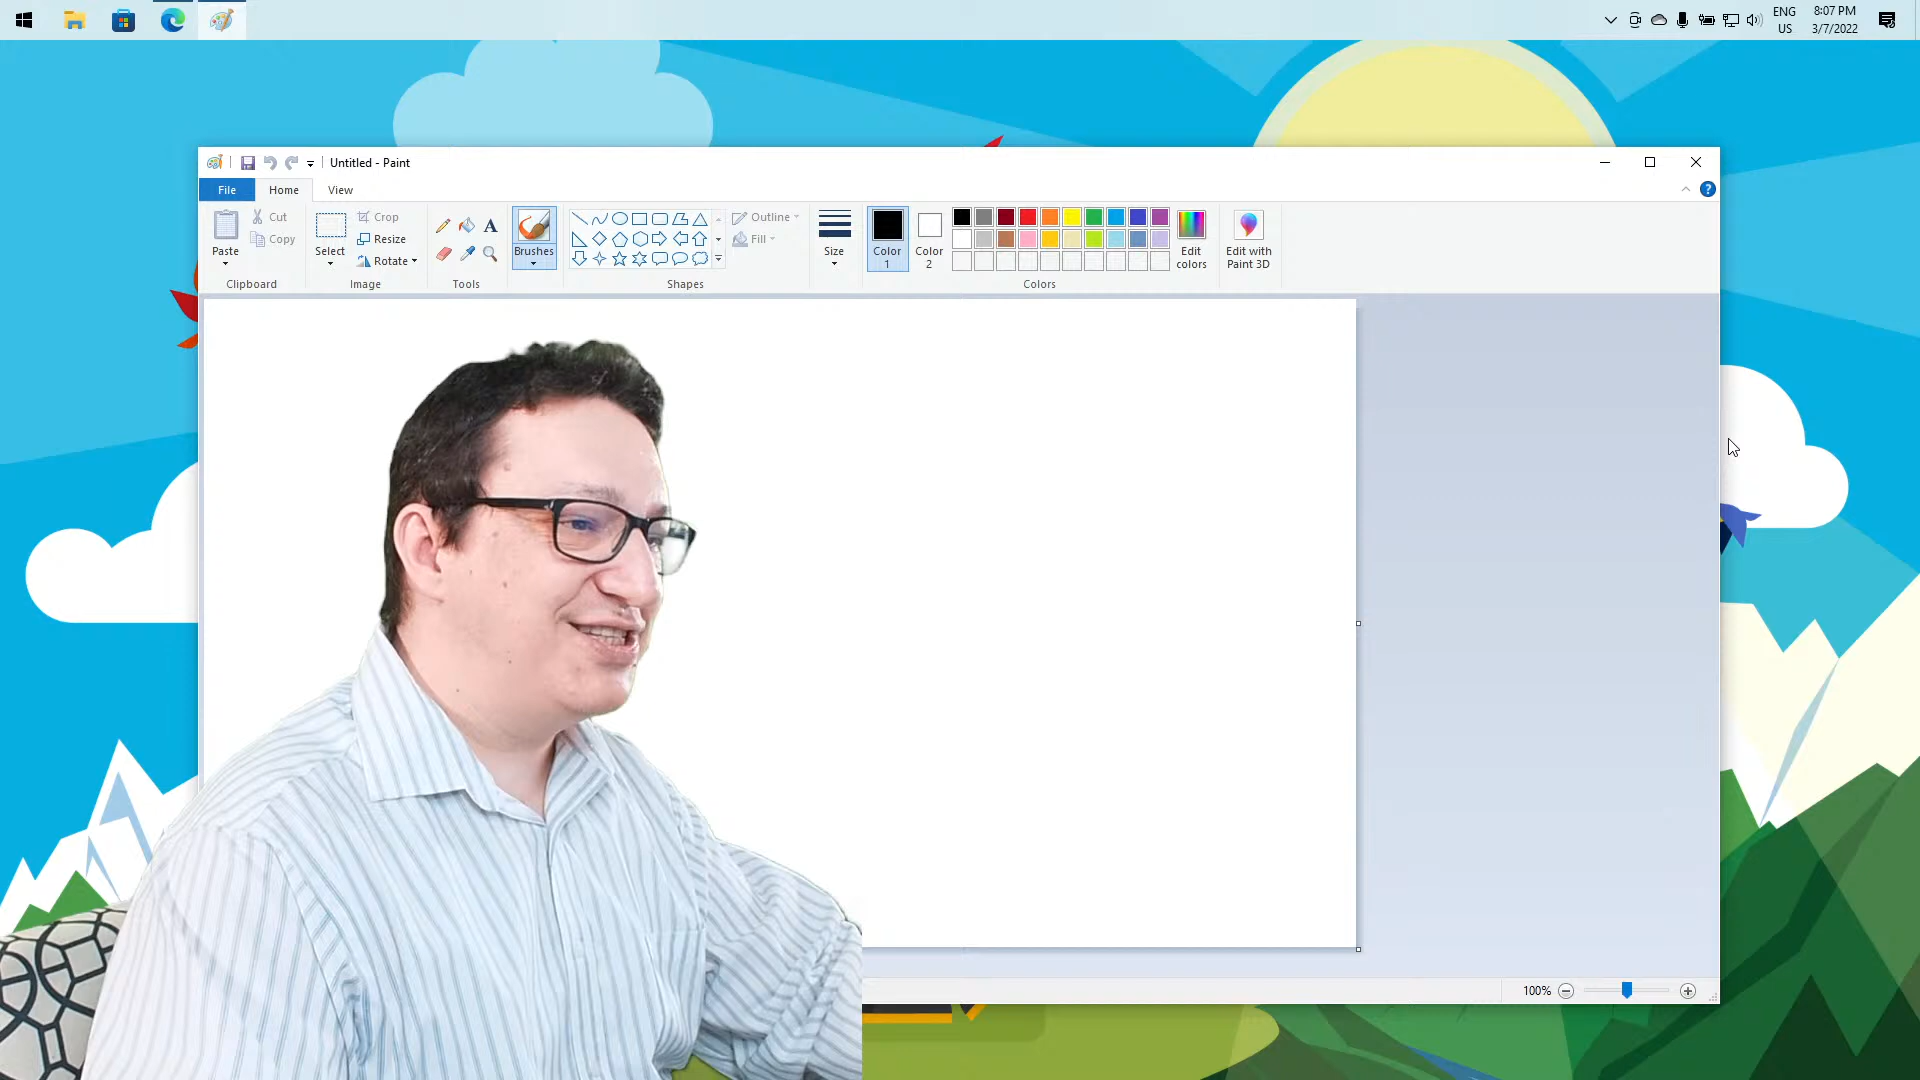 ENG 8:07 PM
US 3/7/2022
Untitled - Paint
File Home View
Paste
Cut
Copy
Clipboard
Select
Crop
Resize
Rotate
Image
A
Tools
Brushes
Outline
Fill
Shapes
Size
Color
1
Color
2
Edit
colors
Colors
Edit with
Paint 3D
?
100%